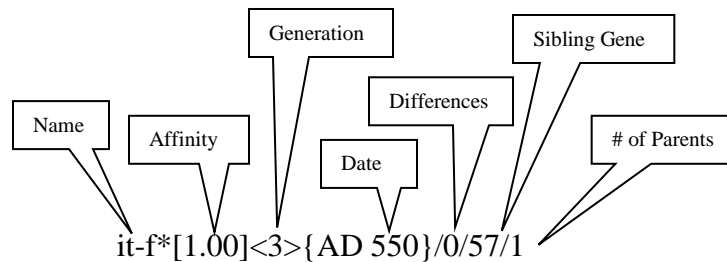 Generation
Sibling Gene
Differences
Name
Affinity
Date
# of Parents
it-f*[1.00]<3>{AD 550}/0/57/1